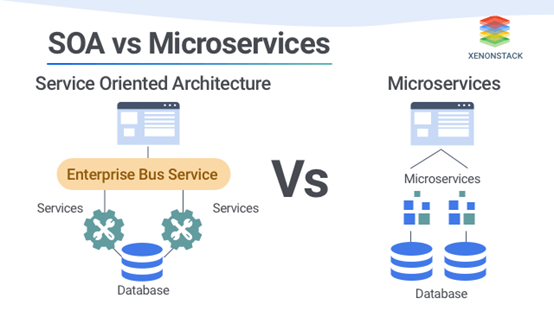 SOA vs Microservices
XENONSTACK
Service Oriented Architecture
Enterprise Bus Service
Services
Services
Database
Vs
Microservices
Microservices
Database